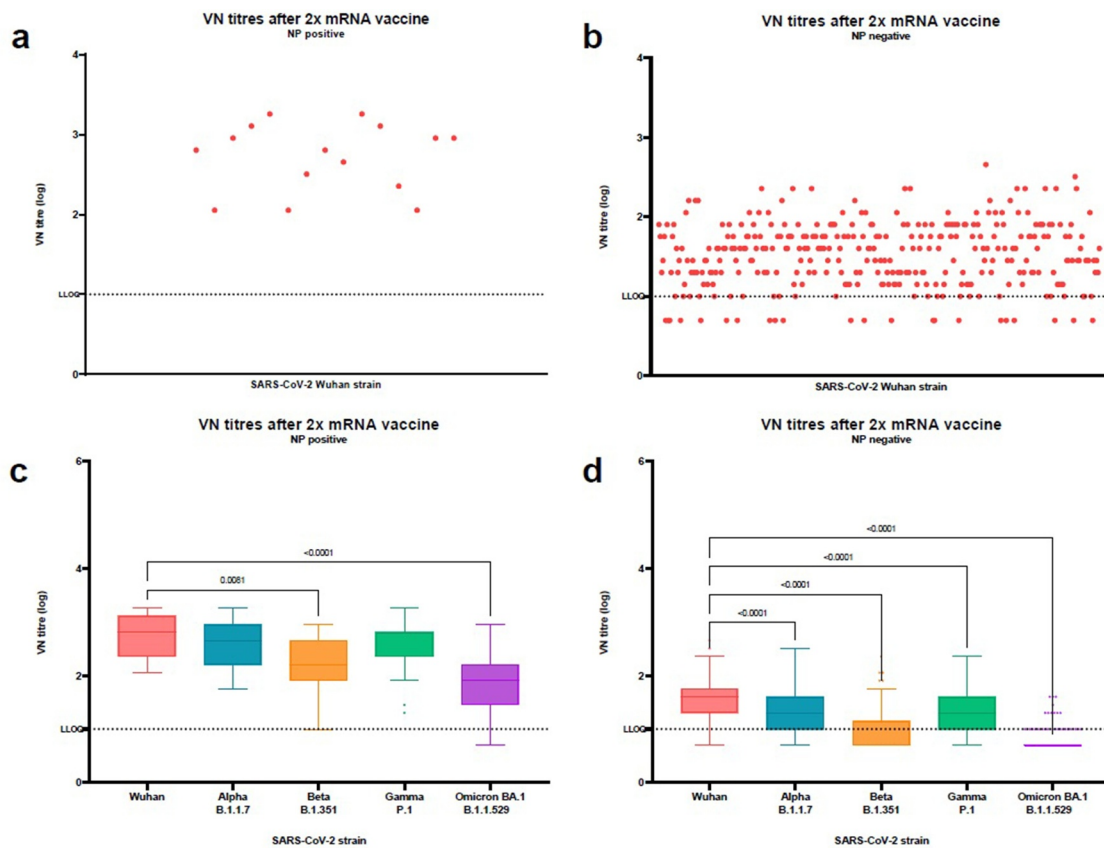 a
VN titres after 2x mRNA vaccine
NP positive
4
3
2
LLOQ
0
VN titre (log)
SARS-CoV-2 Wuhan strain
b
VN titres after 2x mRNA vaccine
NP negative
4
3
2
LLOQ
0
VN titre (log)
SARS-CoV-2 Wuhan strain
c
VN titres after 2x mRNA vaccine
NP positive
6
4
2
LLOQ
0
VN titre (log)
<0.0001
0.0081
Wuhan
Alpha
B.1.1.7
Beta
B.1.351
Gamma
P.1
Omicron BA.1
B.1.1.529
SARS-CoV-2 strain
d
VN titres after 2x mRNA vaccine
NP negative
6
4
2
LLOQ
0
VN titre (log)
<0.0001
<0.0001
<0.0001
<0.0001
Wuhan
Alpha
B.1.1.7
Beta
B.1.351
Gamma
P.1
Omicron BA.1
B.1.1.529
SARS-CoV-2 strain